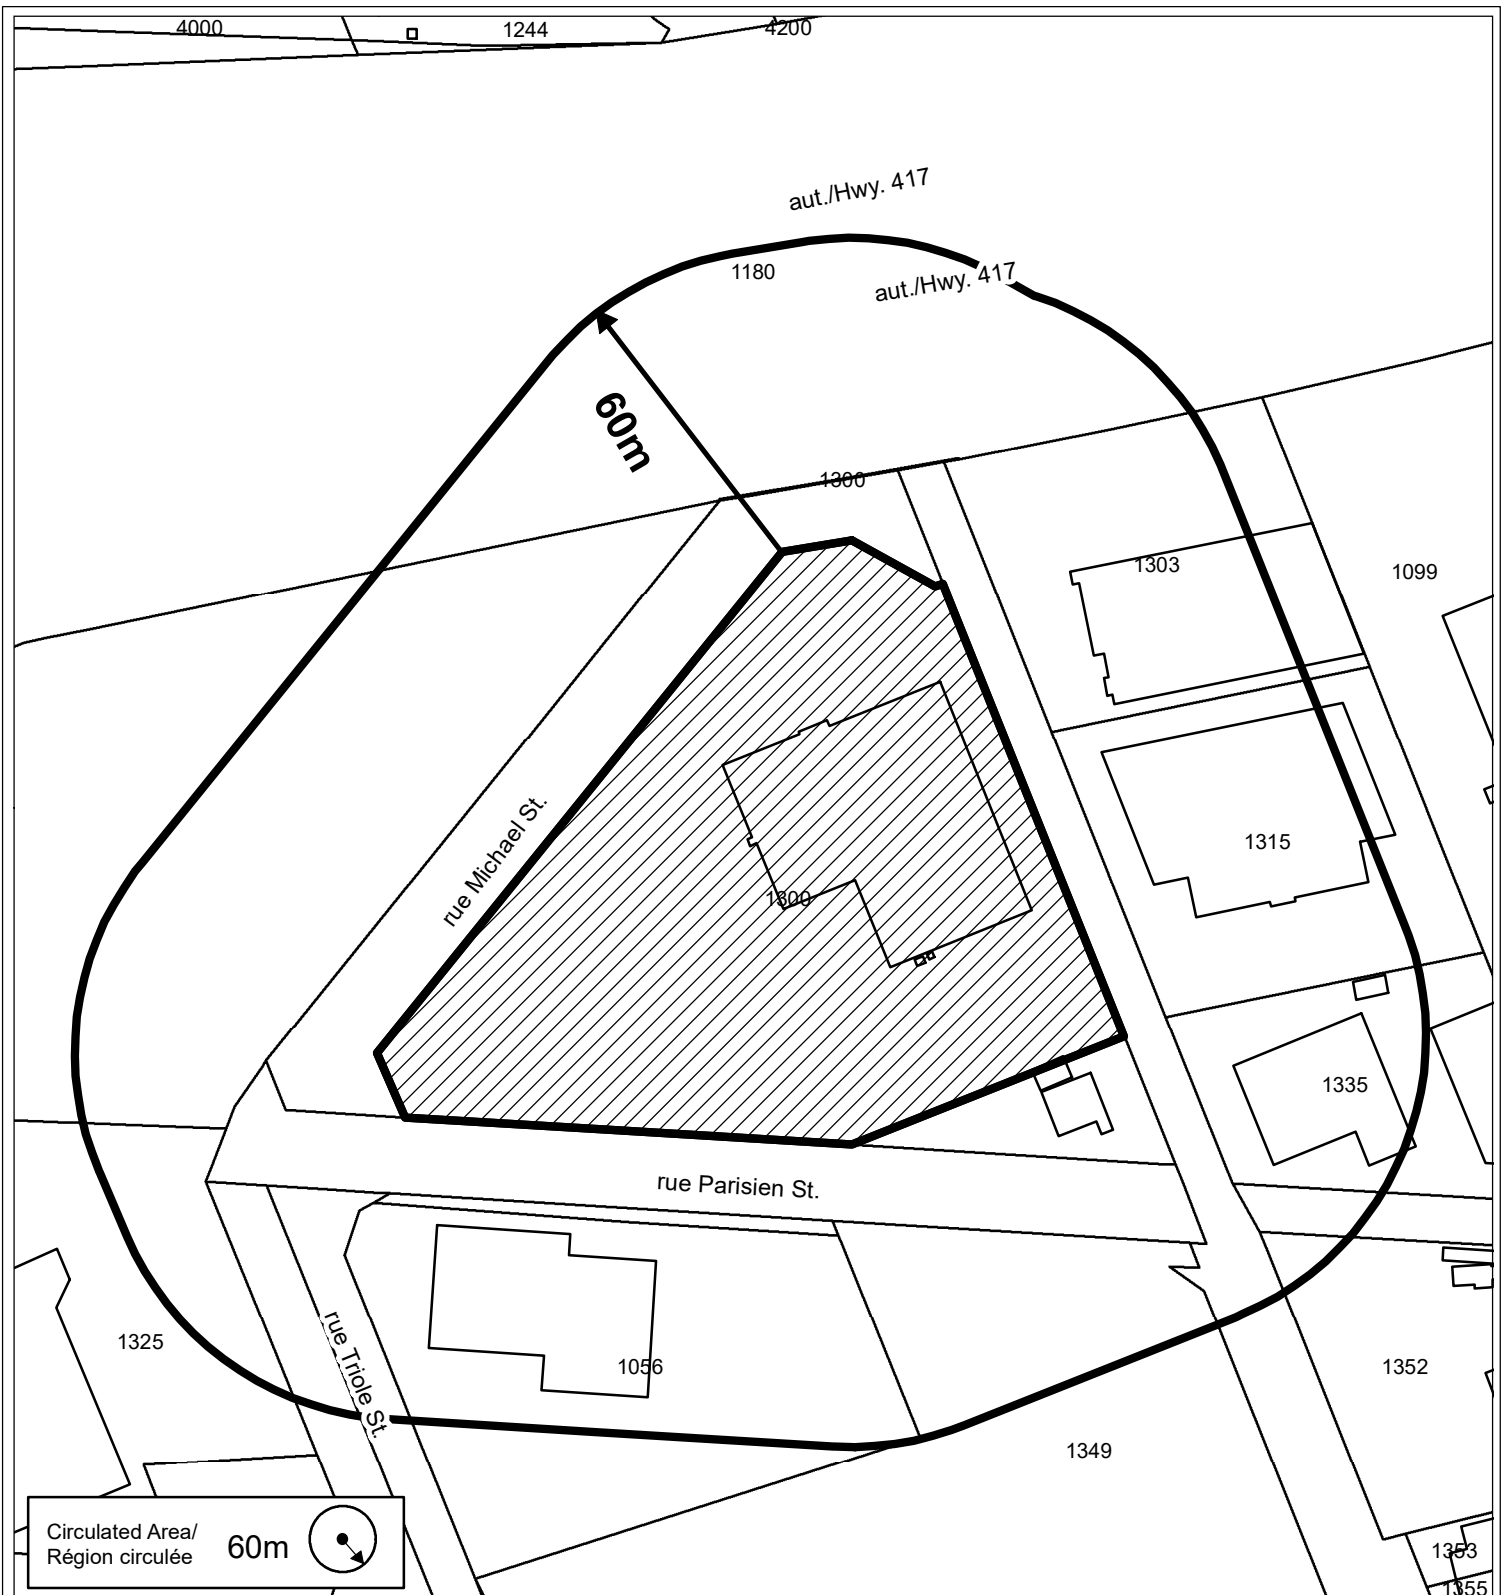 4000
1244
4200
aut./Hwy. 417
1180
aut./Hwy. 417
60m
1300
1303
1099
rue Michael St.
1315
1300
1335
rue Parisien St.
1325
rue Triole St.
1056
1352
1349
Circulated Area/
Région circulée
60m
1353
1355